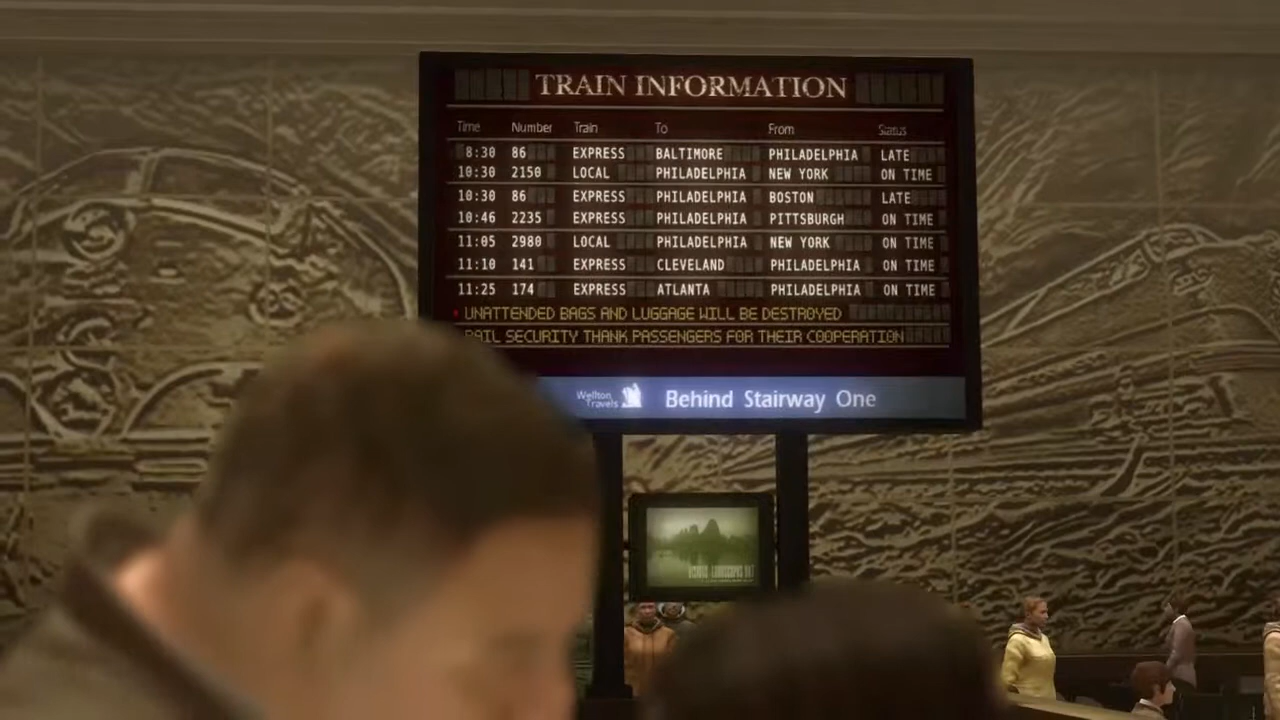 TRAIN INFORMATION
Time Number Train To From Status
8:30 86 EXPRESS BALTIMORE PHILADELPHIA LATE
10:30 2150 LOCAL PHILADELPHIA NEW YORK ON TIME
10:30 86 EXPRESS PHILADELPHIA BOSTON LATE
10:46 2235 EXPRESS PHILADELPHIA PITTSBURGH ON TIME
11:05 2980 LOCAL PHILADELPHIA NEW YORK ON TIME
11:10 141 EXPRESS CLEVELAND PHILADELPHIA ON TIME
11:25 174 EXPRESS ATLANTA PHILADELPHIA ON TIME
UNATTENDED BAGS AND LUGGAGE WILL BE DESTROYED
RAIL SECURITY THANK PASSENGERS FOR THEIR COOPERATION
Wellton Travels Behind Stairway One